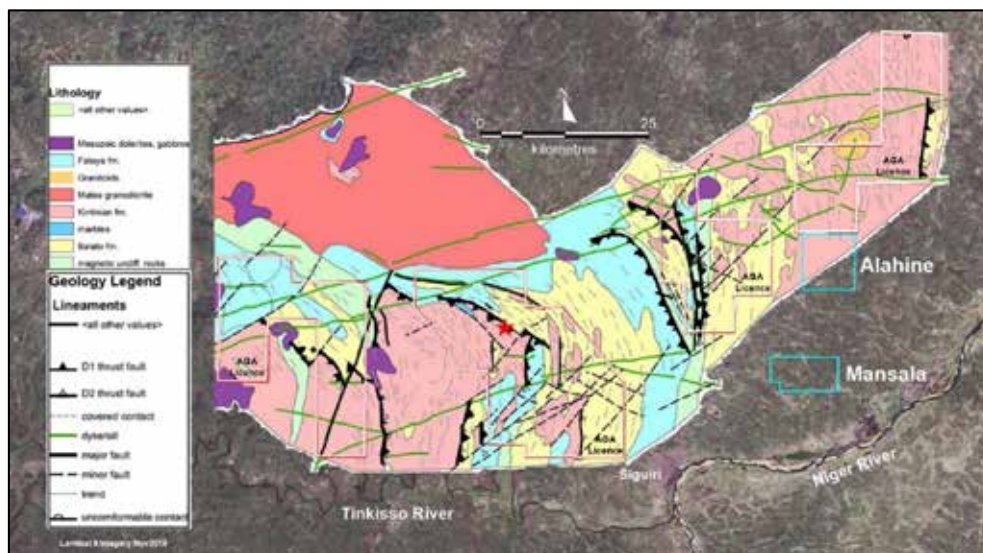 Lithology
<all other values>
Mesozoic dolerites, gabbros
Fatoya fm.
Granitoids
Maleа granodiorite
Kintinian fm.
marbles
Balato fm.
magnetic undiff. rocks
Geology Legend
Lineaments
<all other values>
D1 thrust fault
D2 thrust fault
covered contact
dyke/sill
major fault
minor fault
trend
uncomformable contact
0
25
kilometres
AGA
Licence
AGA
Licence
AGA
Licence
AGA
Licence
Alahine
Mansala
Siguiri
Niger River
Tinkisso River